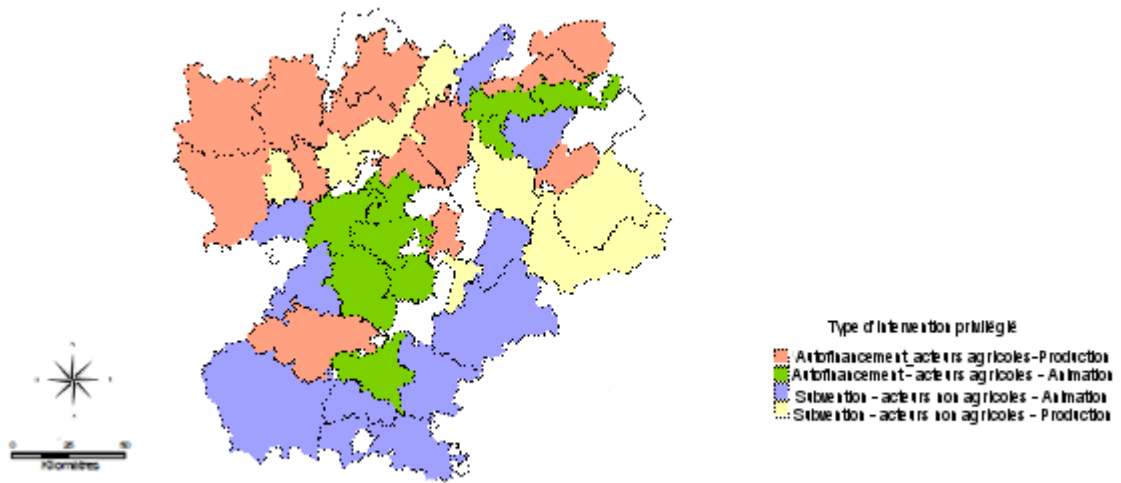 Type d'intervention privilégié
Autofinancement_acteurs agricoles-Production
Autofinancement - acteurs agricoles - Animation
Subvention - acteurs non agricoles - Animation
Subvention - acteurs non agricoles - Production
Kilomètres